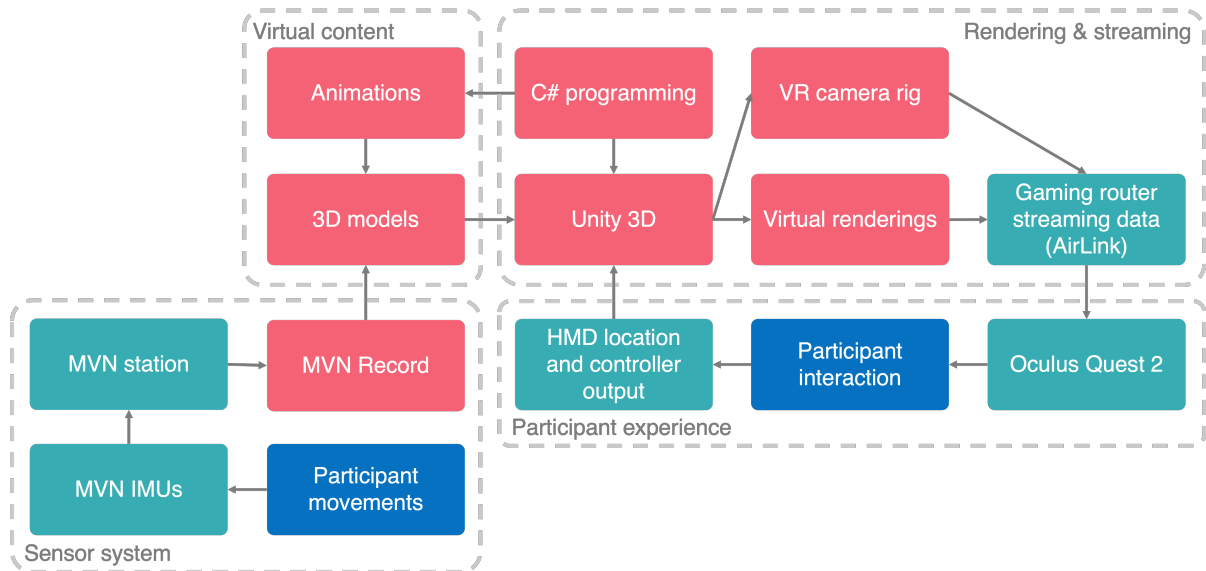 Virtual content
Rendering & streaming
Animations
C# programming
VR camera rig
3D models
Unity 3D
Virtual renderings
Gaming router
streaming data
(AirLink)
MVN station
MVN Record
HMD location
and controller
output
Participant
interaction
Oculus Quest 2
Participant experience
MVN IMUs
Participant
movements
Sensor system